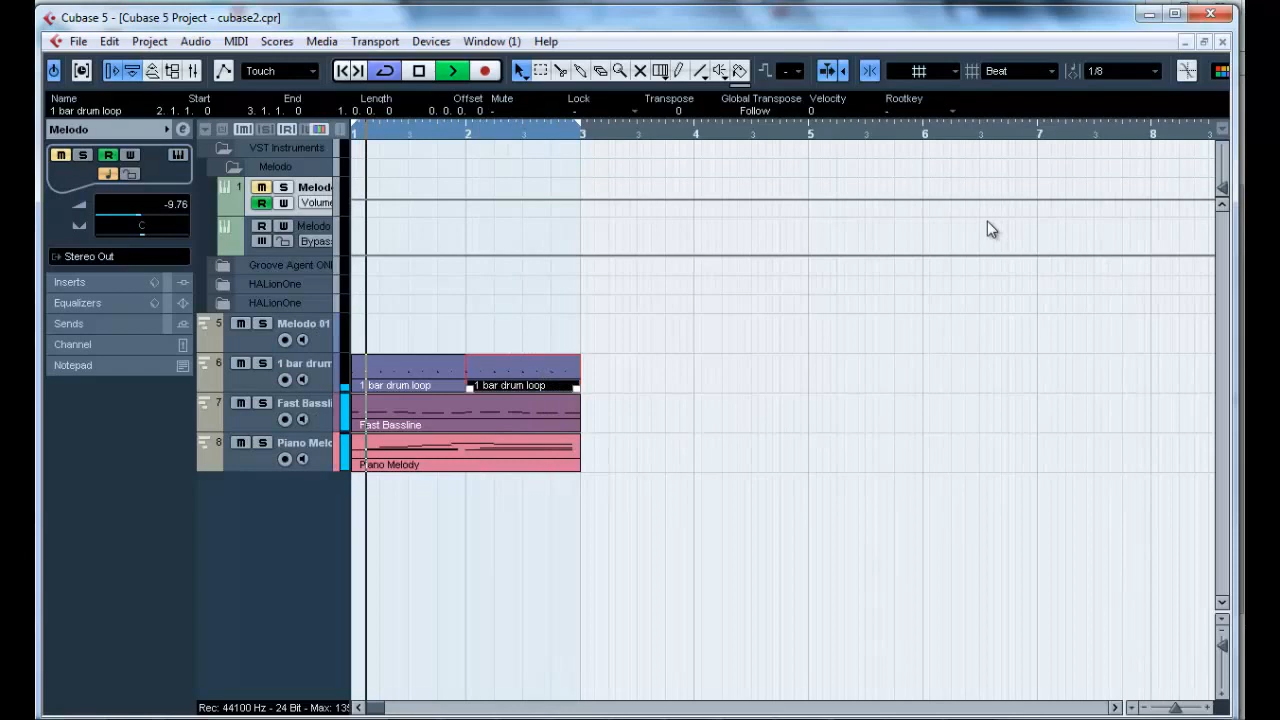 Cubase 5 - [Cubase 5 Project - cubase2.cpr]
File Edit Project Audio MIDI Scores Media Transport Devices Window (1) Help
Touch - Beat 1/8
Name Start End Length Offset Mute Lock Transpose Global Transpose Velocity Rootkey
1 bar drum loop 2. 1. 1. 0 3. 1. 1. 0 1. 0. 0. 0 0. 0. 0. 0 - - 0 Follow 0 -
Melodo
1 2 3 4 5 6 7 8
VST Instruments
Melodo
M S R W
-9.76
C
Stereo Out
Inserts
Equalizers
Sends
Channel
Notepad
1 m S Melodo
R W Volume
R W Melodo
Bypass
Groove Agent ONE
HALionOne
HALionOne
5 m S Melodo 01
6 m S 1 bar drum
1 bar drum loop 1 bar drum loop
7 m S Fast Bassli
Fast Bassline
8 m S Piano Melo
Piano Melody
Rec: 44100 Hz - 24 Bit - Max: 135